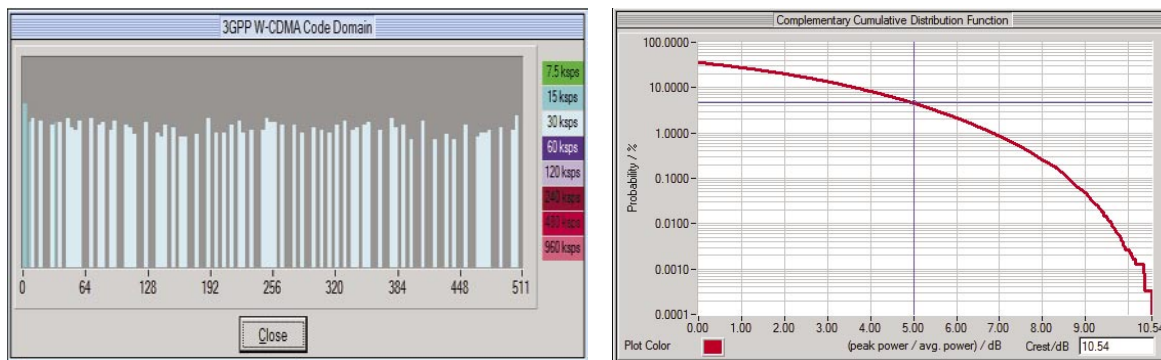 3GPP W-CDMA Code Domain
7.5 ksps
15 ksps
30 ksps
60 ksps
120 ksps
240 ksps
480 ksps
960 ksps
0 64 128 192 256 320 384 448 511
Close
Complementary Cumulative Distribution Function
Probability / %
100.0000
10.0000
1.0000
0.1000
0.0100
0.0010
0.0001
0.00 1.00 2.00 3.00 4.00 5.00 6.00 7.00 8.00 9.00 10.54
Plot Color (peak power / avg. power) / dB Crest/dB 10.54